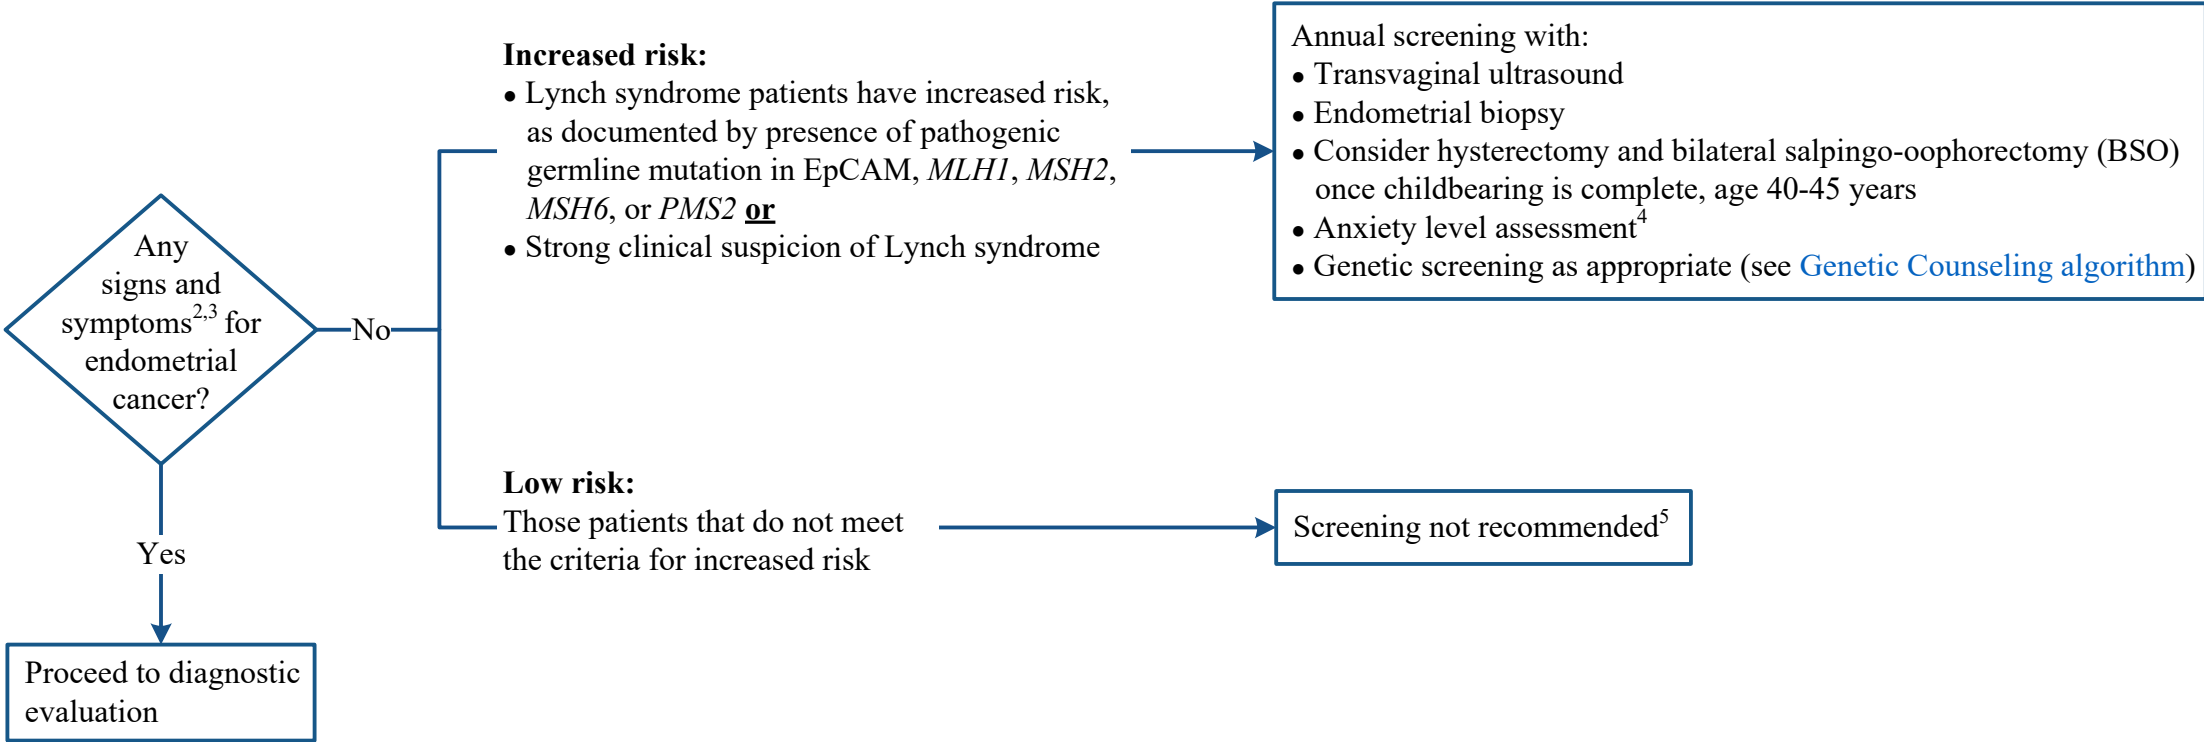 Any
signs and
symptoms2,3 for
endometrial
cancer?
No
Yes
Proceed to diagnostic
evaluation
Increased risk:
● Lynch syndrome patients have increased risk,
as documented by presence of pathogenic
germline mutation in EpCAM, MLH1, MSH2,
MSH6, or PMS2 or
● Strong clinical suspicion of Lynch syndrome
Annual screening with:
● Transvaginal ultrasound
● Endometrial biopsy
● Consider hysterectomy and bilateral salpingo-oophorectomy (BSO)
once childbearing is complete, age 40-45 years
● Anxiety level assessment4
● Genetic screening as appropriate (see Genetic Counseling algorithm)
Low risk:
Those patients that do not meet
the criteria for increased risk
Screening not recommended5